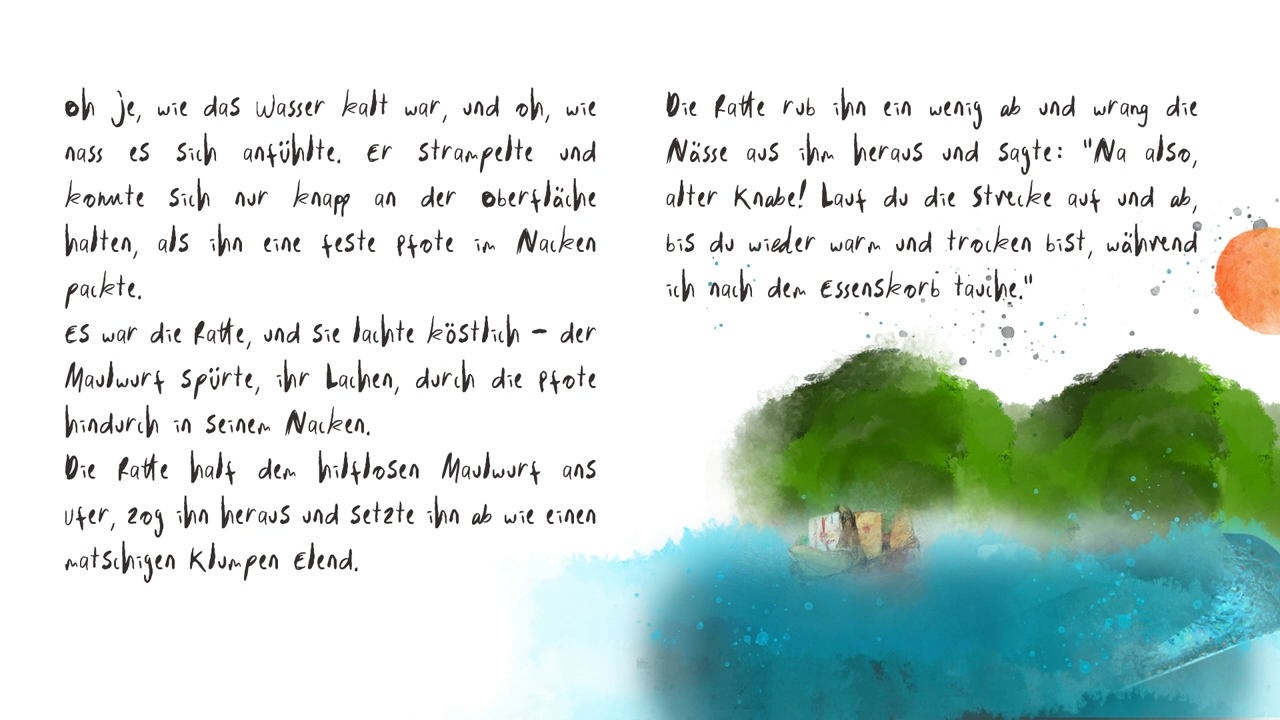 Oh je, wie das Wasser kalt war, und oh, wie
nass es sich anfühlte. Er strampelte und
konnte sich nur knapp an der Oberfläche
halten, als ihn eine feste Pfote im Nacken
packte.
Es war die Ratte, und sie lachte köstlich – der
Maulwurf spürte, ihr Lachen, durch die Pfote
hindurch in seinem Nacken.
Die Ratte half dem hilflosen Maulwurf ans
Ufer, zog ihn heraus und setzte ihn ab wie einen
matschigen Klumpen Elend.
Die Ratte rub ihn ein wenig ab und wrang die
Nässe aus ihm heraus und sagte: "Na also,
alter Knabe! Lauf du die Strecke auf und ab,
bis du wieder warm und trocken bist, während
ich nach dem Essenskorb tauche."